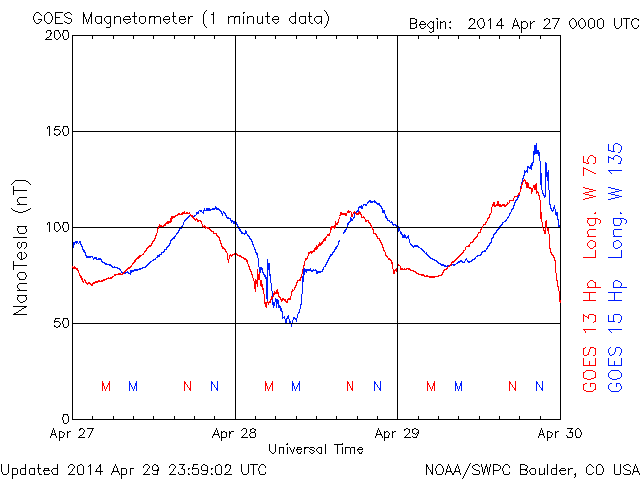 GOES Magnetometer (1 minute data)
Begin: 2014 Apr 27 0000 UTC
200
150
100
50
0
NanoTesla (nT)
M M N N M M N N M M N N
Apr 27 Apr 28 Apr 29 Apr 30
Universal Time
GOES 13 Hp Long. W 75
GOES 15 Hp Long. W 135
Updated 2014 Apr 29 23:59:02 UTC
NOAA/SWPC Boulder, CO USA